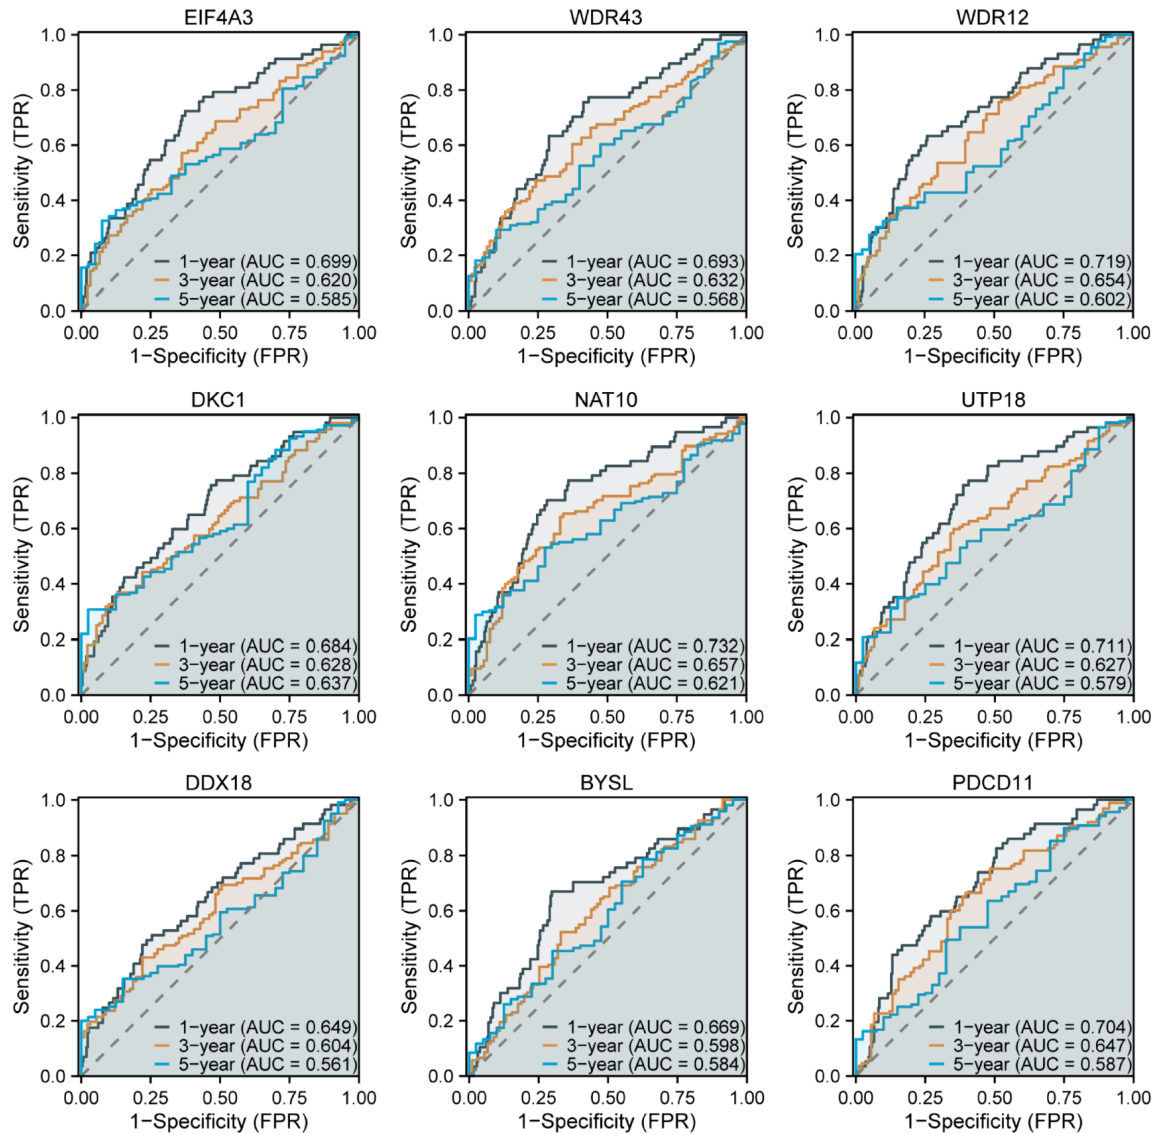 EIF4A3
Sensitivity (TPR)
1.0
0.8
0.6
0.4
0.2
0.0
1-year (AUC = 0.699)
3-year (AUC = 0.620)
5-year (AUC = 0.585)
0.00 0.25 0.50 0.75 1.00
1−Specificity (FPR)
WDR43
Sensitivity (TPR)
1.0
0.8
0.6
0.4
0.2
0.0
1-year (AUC = 0.693)
3-year (AUC = 0.632)
5-year (AUC = 0.568)
0.00 0.25 0.50 0.75 1.00
1−Specificity (FPR)
WDR12
Sensitivity (TPR)
1.0
0.8
0.6
0.4
0.2
0.0
1-year (AUC = 0.719)
3-year (AUC = 0.654)
5-year (AUC = 0.602)
0.00 0.25 0.50 0.75 1.00
1−Specificity (FPR)
DKC1
Sensitivity (TPR)
1.0
0.8
0.6
0.4
0.2
0.0
1-year (AUC = 0.684)
3-year (AUC = 0.628)
5-year (AUC = 0.637)
0.00 0.25 0.50 0.75 1.00
1−Specificity (FPR)
NAT10
Sensitivity (TPR)
1.0
0.8
0.6
0.4
0.2
0.0
1-year (AUC = 0.732)
3-year (AUC = 0.657)
5-year (AUC = 0.621)
0.00 0.25 0.50 0.75 1.00
1−Specificity (FPR)
UTP18
Sensitivity (TPR)
1.0
0.8
0.6
0.4
0.2
0.0
1-year (AUC = 0.711)
3-year (AUC = 0.627)
5-year (AUC = 0.579)
0.00 0.25 0.50 0.75 1.00
1−Specificity (FPR)
DDX18
Sensitivity (TPR)
1.0
0.8
0.6
0.4
0.2
0.0
1-year (AUC = 0.649)
3-year (AUC = 0.604)
5-year (AUC = 0.561)
0.00 0.25 0.50 0.75 1.00
1−Specificity (FPR)
BYSL
Sensitivity (TPR)
1.0
0.8
0.6
0.4
0.2
0.0
1-year (AUC = 0.669)
3-year (AUC = 0.598)
5-year (AUC = 0.584)
0.00 0.25 0.50 0.75 1.00
1−Specificity (FPR)
PDCD11
Sensitivity (TPR)
1.0
0.8
0.6
0.4
0.2
0.0
1-year (AUC = 0.704)
3-year (AUC = 0.647)
5-year (AUC = 0.587)
0.00 0.25 0.50 0.75 1.00
1−Specificity (FPR)